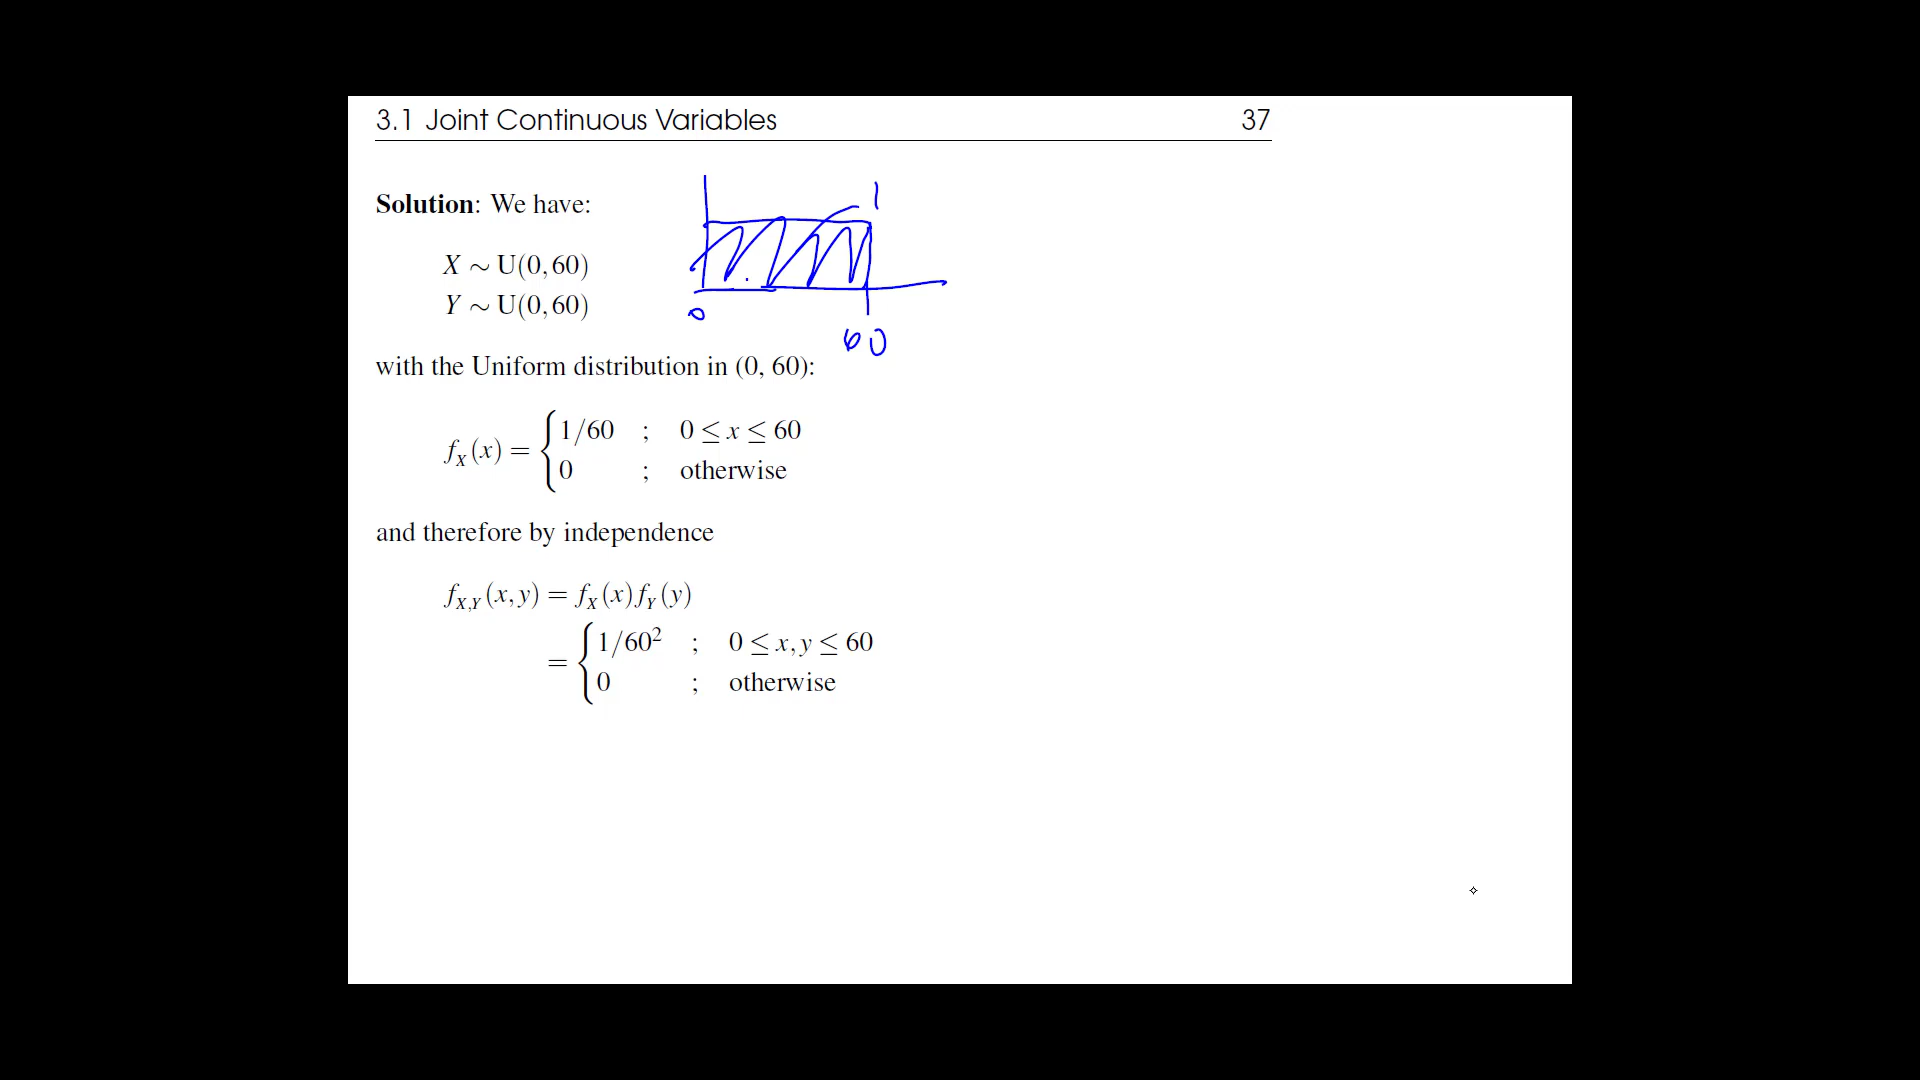 3.1 Joint Continuous Variables 37
Solution: We have:
1
X ∼ U(0,60)
Y ∼ U(0,60)
0
60
with the Uniform distribution in (0, 60):
f_X(x) = { 1/60 ; 0 ≤ x ≤ 60
0 ; otherwise
and therefore by independence
f_{X,Y}(x,y) = f_X(x) f_Y(y)
= { 1/60² ; 0 ≤ x,y ≤ 60
0 ; otherwise